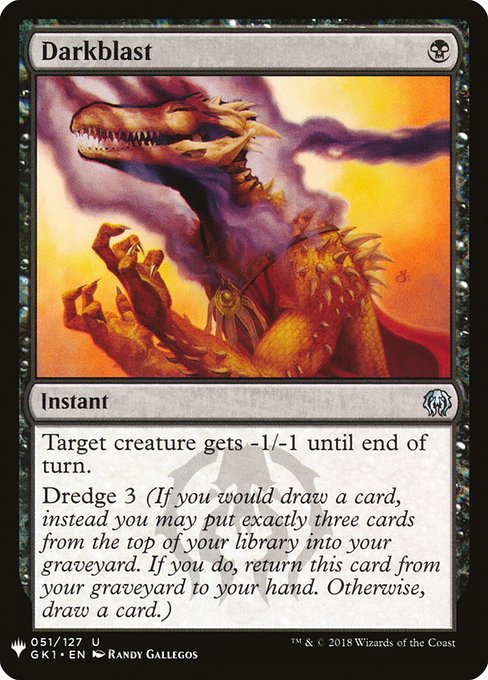 Darkblast
Instant
Target creature gets -1/-1 until end of
turn.
Dredge 3 (If you would draw a card,
instead you may put exactly three cards
from the top of your library into your
graveyard. If you do, return this card from
your graveyard to your hand. Otherwise,
draw a card.)
051/127 U
GK1 • EN Randy Gallegos
™ & © 2018 Wizards of the Coast